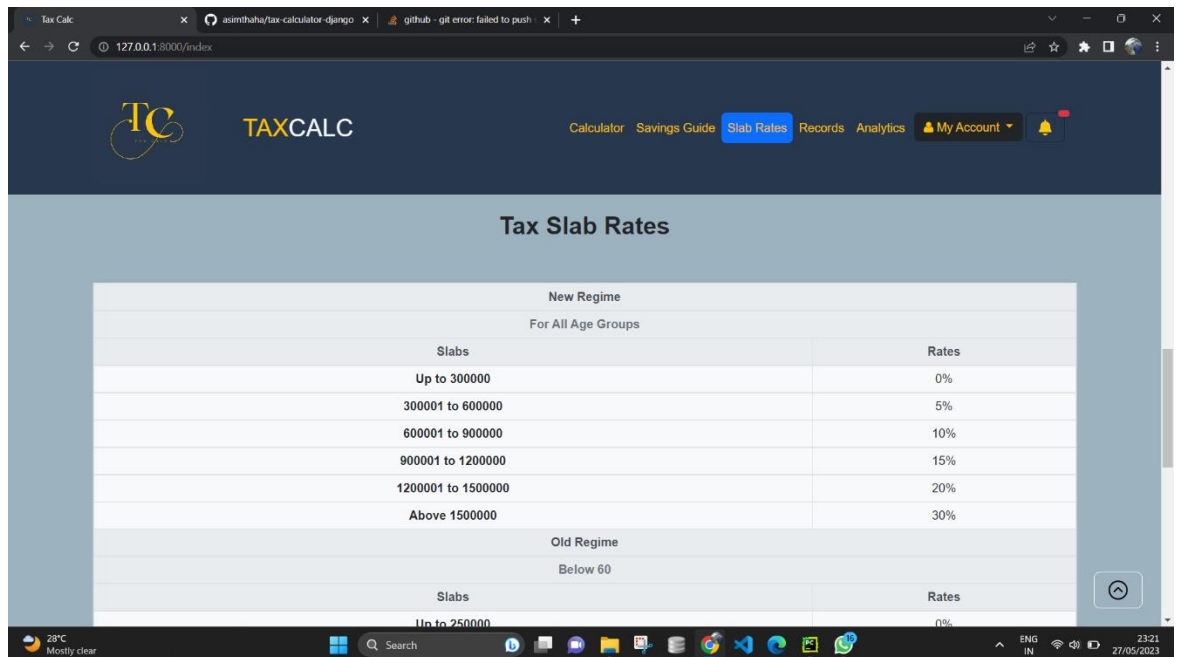 Tax Calc
asimthaha/tax-calculator-django
github - git error: failed to push
127.0.0.1:8000/index
TC
TAXCALC
Calculator Savings Guide Slab Rates Records Analytics My Account
Tax Slab Rates
New Regime
For All Age Groups
Slabs Rates
Up to 300000 0%
300001 to 600000 5%
600001 to 900000 10%
900001 to 1200000 15%
1200001 to 1500000 20%
Above 1500000 30%
Old Regime
Below 60
Slabs Rates
Up to 250000 0%
28°C
Mostly clear
Search
16
ENG
IN
23:21
27/05/2023